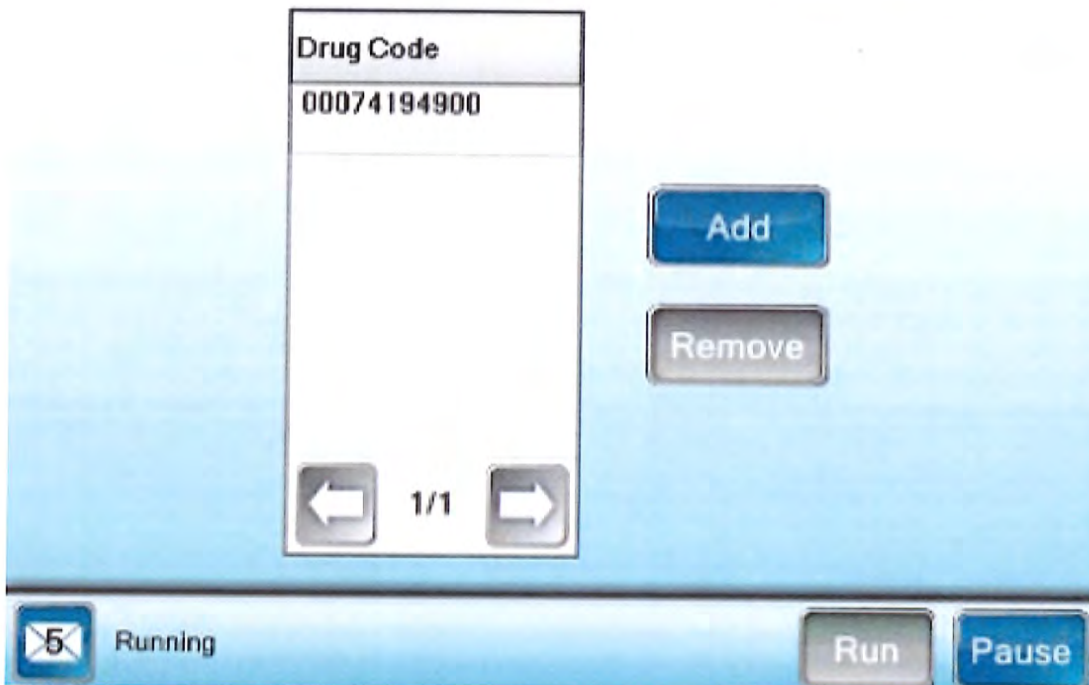 Drug Code
00074194900
Add
Remove
1/1
5
Running
Run
Pause